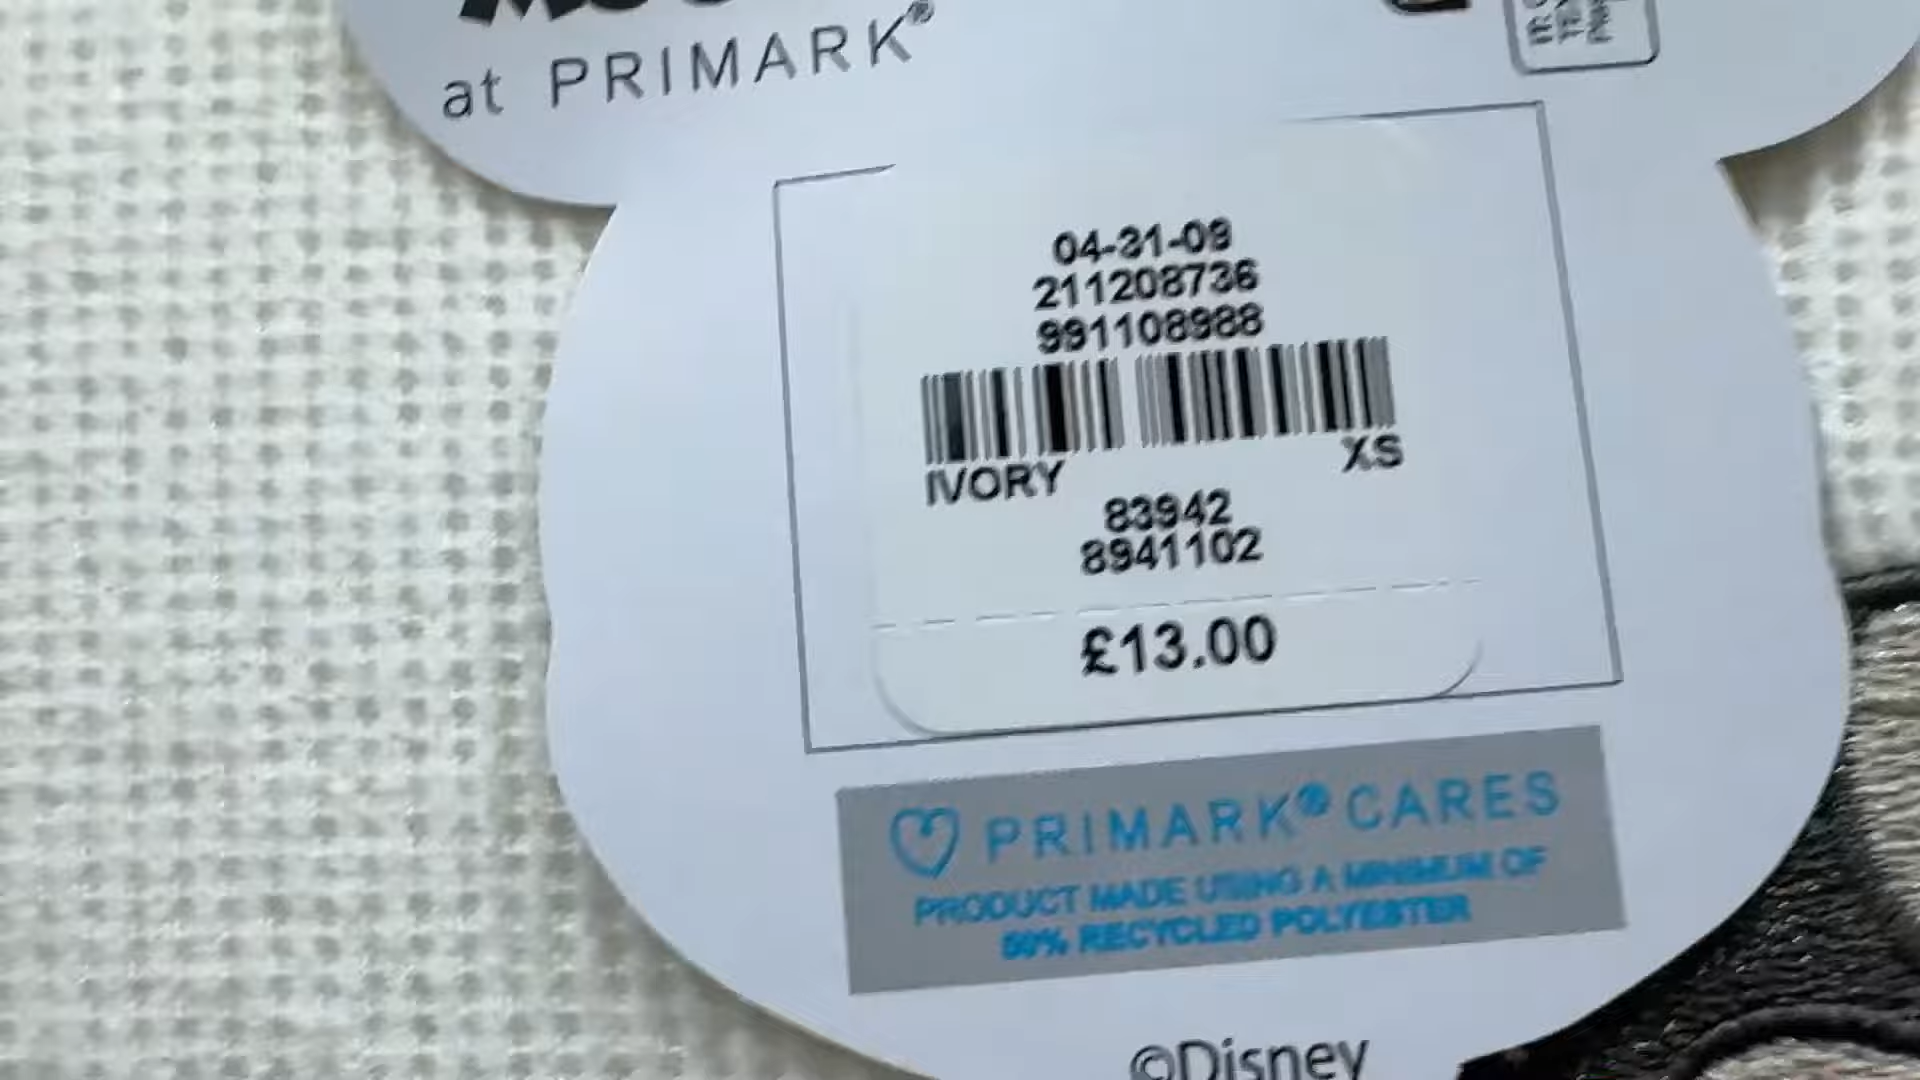 at PRIMARK®
04-31-09
211208736
991108988
IVORY XS
83942
8941102
£13.00
PRIMARK® CARES
PRODUCT MADE USING A MINIMUM OF
50% RECYCLED POLYESTER
©Disney